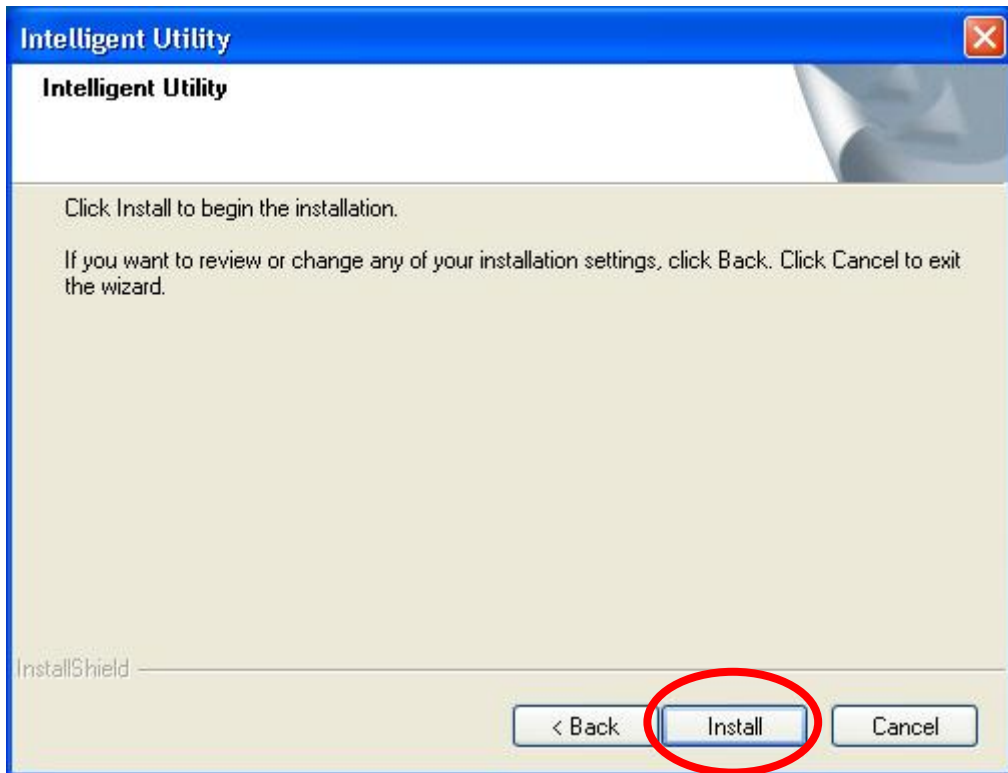 Intelligent Utility
Intelligent Utility
Click Install to begin the installation.
If you want to review or change any of your installation settings, click Back. Click Cancel to exit
the wizard.
InstallShield
< Back Install Cancel